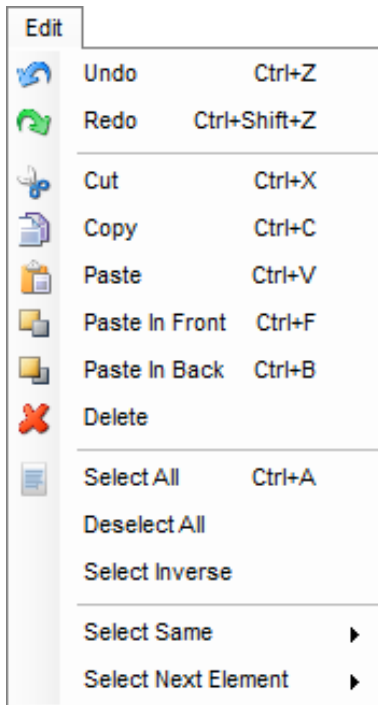 Edit
Undo Ctrl+Z
Redo Ctrl+Shift+Z
Cut Ctrl+X
Copy Ctrl+C
Paste Ctrl+V
Paste In Front Ctrl+F
Paste In Back Ctrl+B
Delete
Select All Ctrl+A
Deselect All
Select Inverse
Select Same
Select Next Element